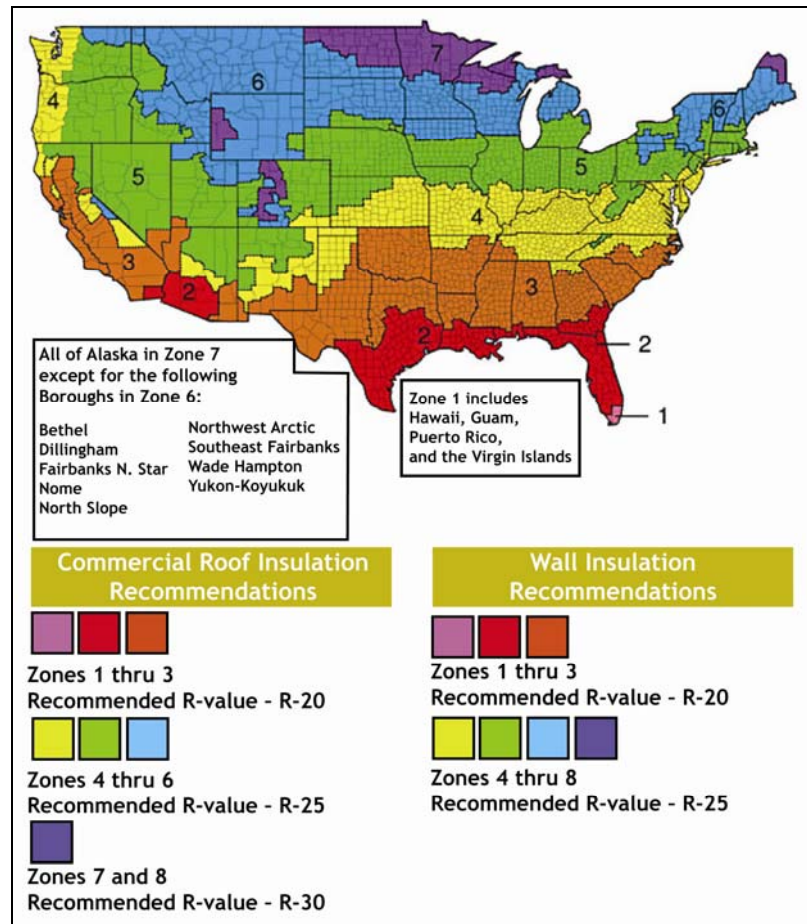 7
6
4
6
5
5
4
3
3
2
2
2
1
All of Alaska in Zone 7
except for the following
Boroughs in Zone 6:
Bethel
Dillingham
Fairbanks N. Star
Nome
North Slope
Northwest Arctic
Southeast Fairbanks
Wade Hampton
Yukon-Koyukuk
Zone 1 includes
Hawaii, Guam,
Puerto Rico,
and the Virgin Islands
Commercial Roof Insulation
Recommendations
Zones 1 thru 3
Recommended R-value - R-20
Zones 4 thru 6
Recommended R-value - R-25
Zones 7 and 8
Recommended R-value - R-30
Wall Insulation
Recommendations
Zones 1 thru 3
Recommended R-value - R-20
Zones 4 thru 8
Recommended R-value - R-25